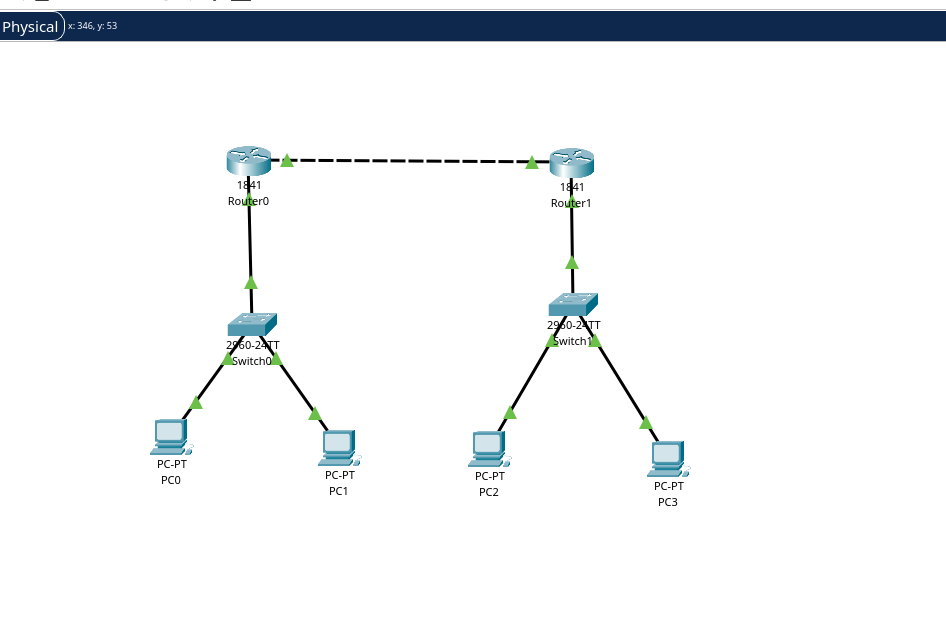 Physical x: 346, y: 53
1841
Router0
1841
Router1
2960-24TT
Switch0
2960-24TT
Switch1
PC-PT
PC0
PC-PT
PC1
PC-PT
PC2
PC-PT
PC3